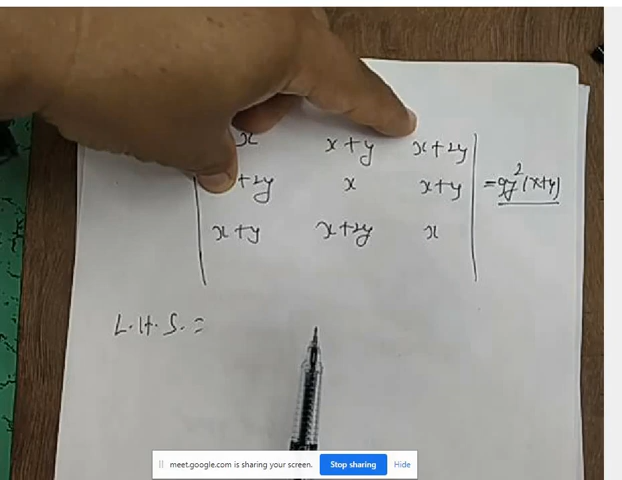 x x+y x+2y
+2y x x+y = 9y²(x+y)
x+y x+2y x
L.H.S. =
meet.google.com is sharing your screen. Stop sharing Hide